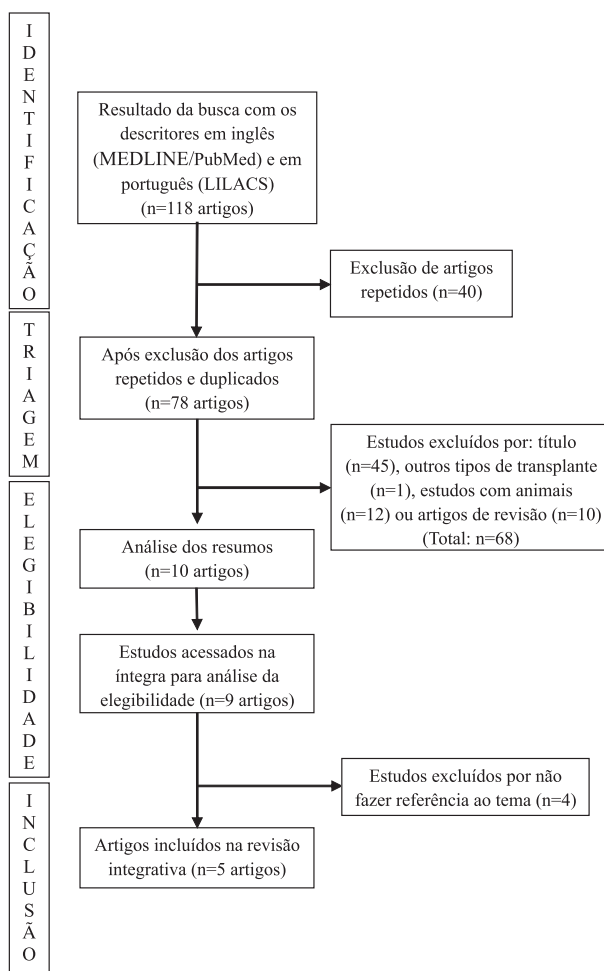 IDENTIFICAÇÃO
Resultado da busca com os
descritores em inglês
(MEDLINE/PubMed) e em
português (LILACS)
(n=118 artigos)
Exclusão de artigos
repetidos (n=40)
TRIAGEM
Após exclusão dos artigos
repetidos e duplicados
(n=78 artigos)
Estudos excluídos por: título
(n=45), outros tipos de transplante
(n=1), estudos com animais
(n=12) ou artigos de revisão (n=10)
(Total: n=68)
ELEGIBILIDADE
Análise dos resumos
(n=10 artigos)
Estudos acessados na
íntegra para análise da
elegibilidade (n=9 artigos)
Estudos excluídos por não
fazer referência ao tema (n=4)
INCLUSÃO
Artigos incluídos na revisão
integrativa (n=5 artigos)